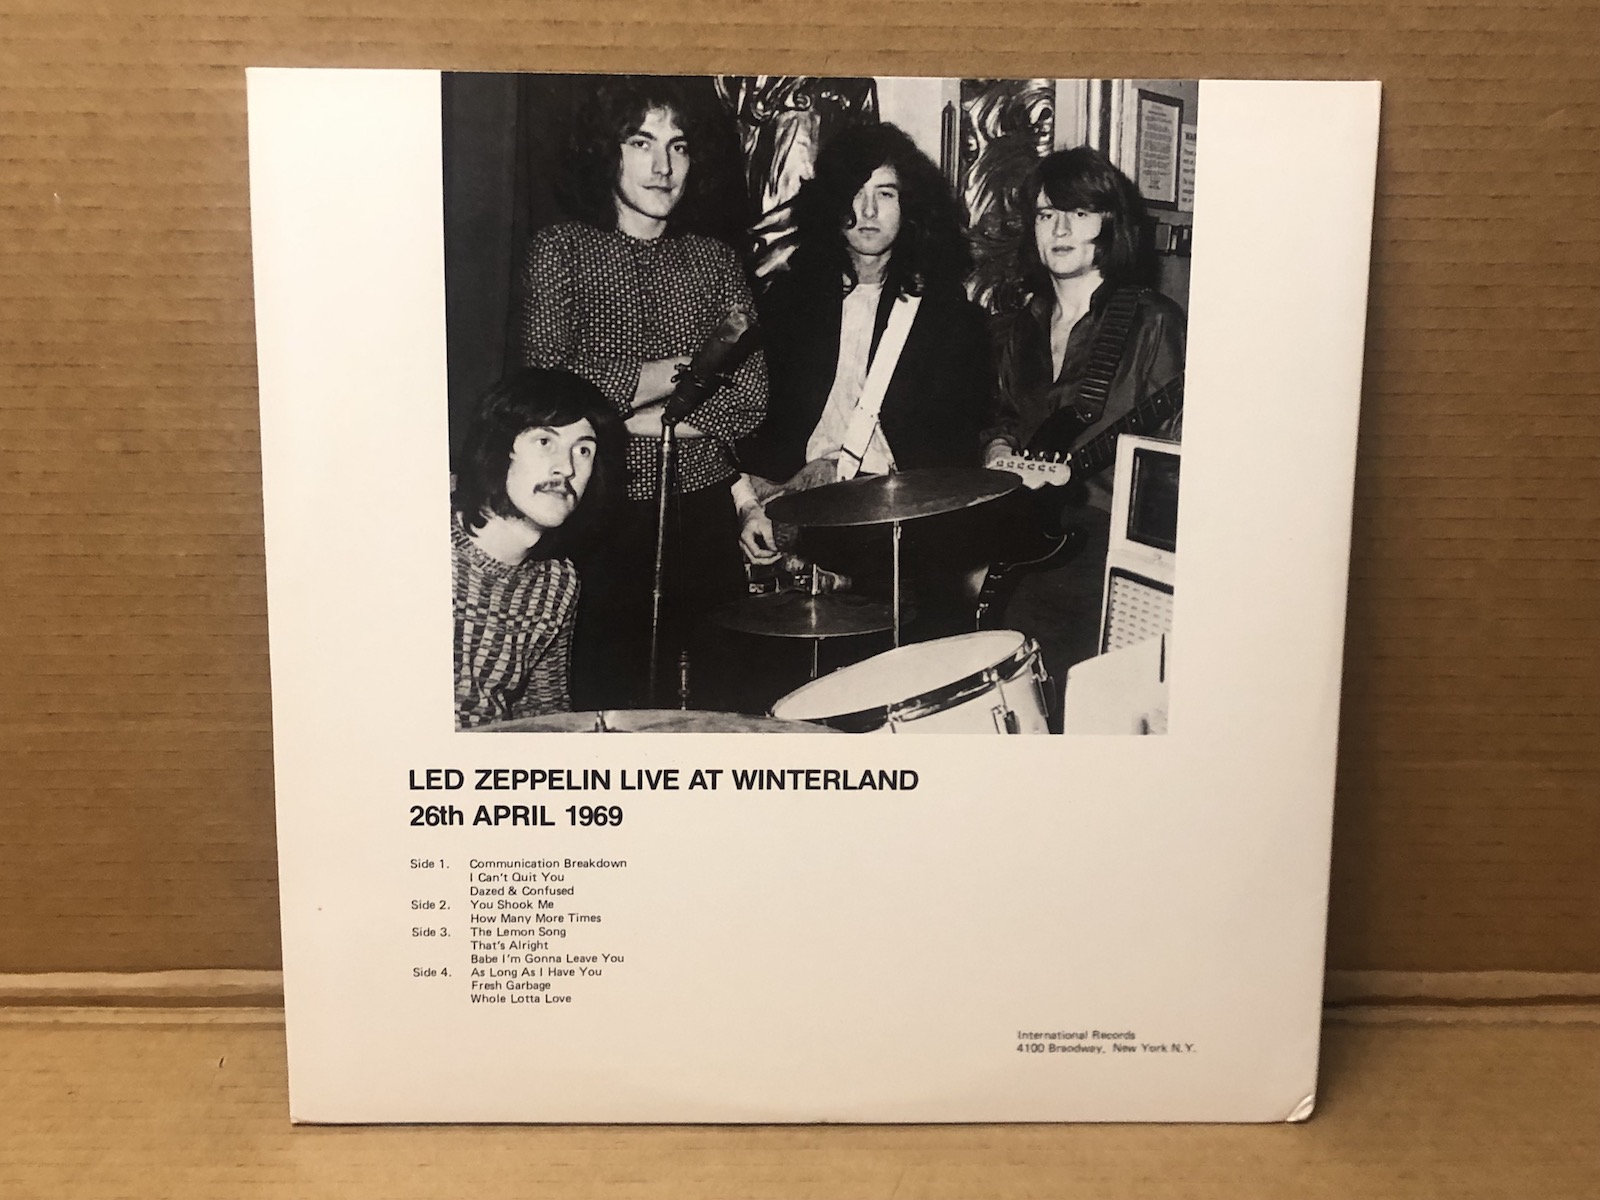 LED ZEPPELIN LIVE AT WINTERLAND
26th APRIL 1969
Side 1. Communication Breakdown
I Can't Quit You
Dazed & Confused
Side 2. You Shook Me
How Many More Times
Side 3. The Lemon Song
That's Alright
Babe I'm Gonna Leave You
Side 4. As Long As I Have You
Fresh Garbage
Whole Lotta Love
International Records
4100 Braodway, New York N.Y.